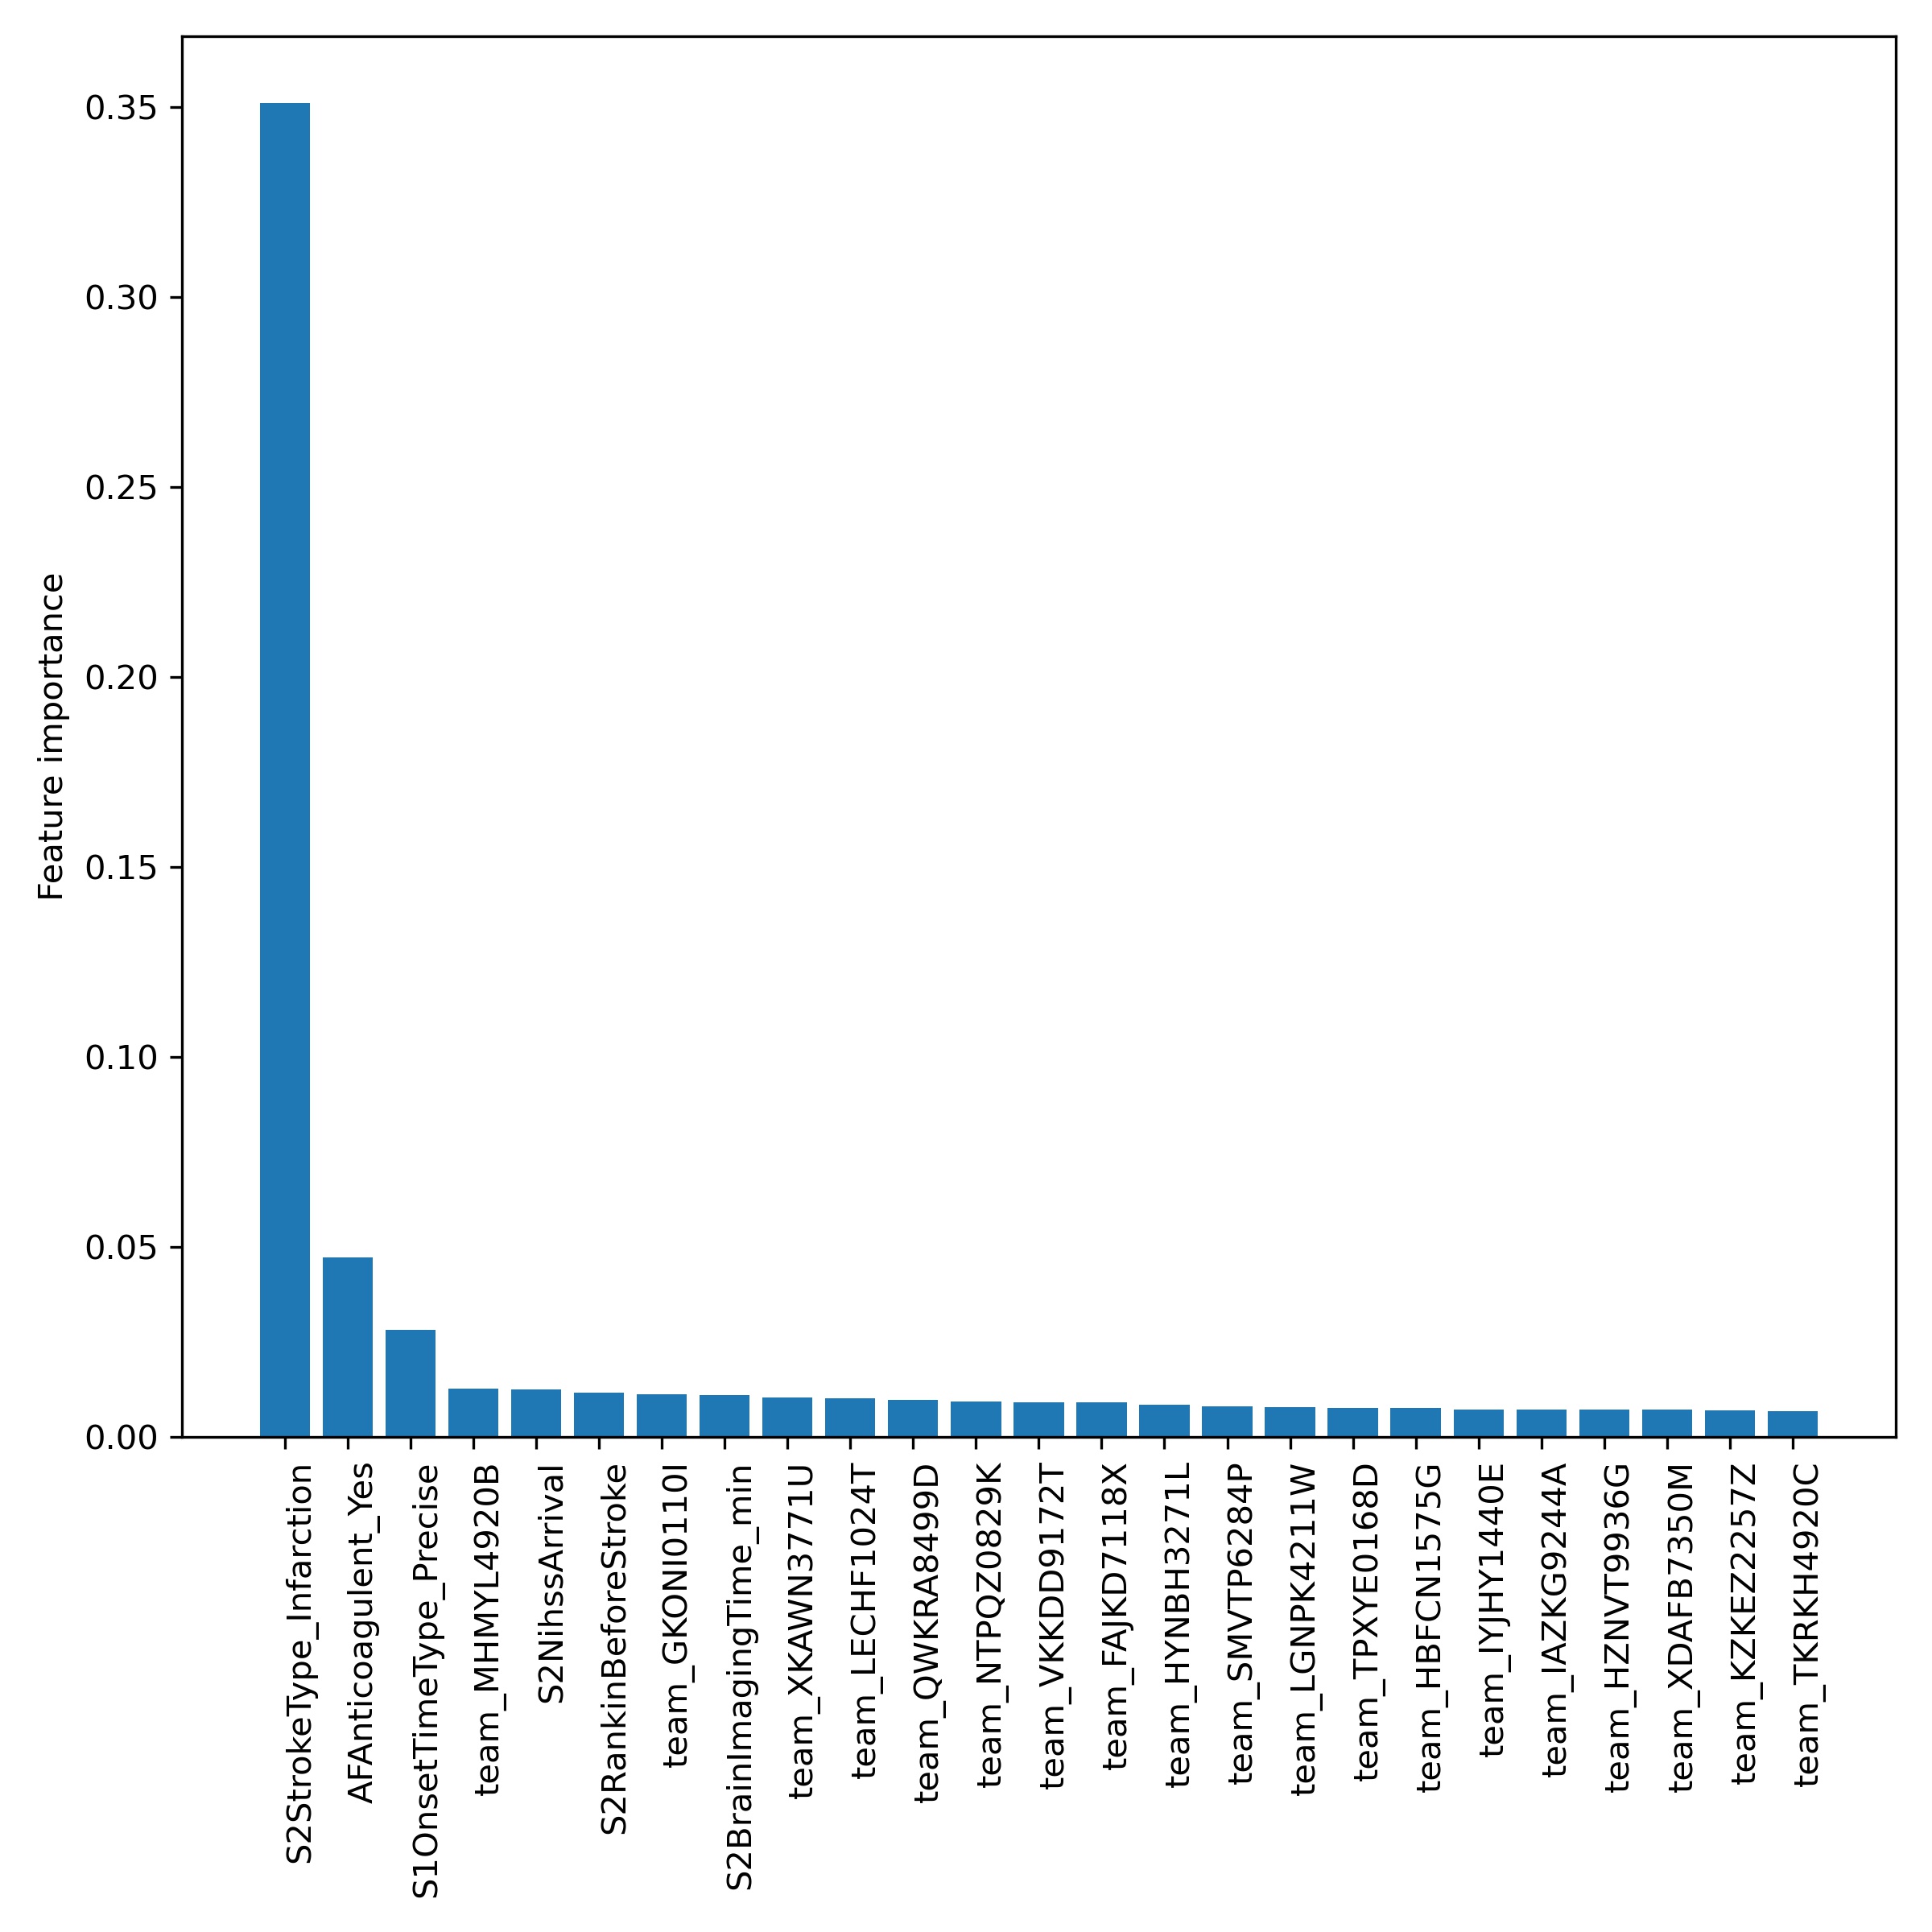 Feature importance
0.35
0.30
0.25
0.20
0.15
0.10
0.05
0.00
S2StrokeType_Infarction
AFAnticoagulent_Yes
S1OnsetTimeType_Precise
team_MHMYL4920B
S2NihssArrival
S2RankinBeforeStroke
team_GKONI0110I
S2BrainImagingTime_min
team_XKAWN3771U
team_LECHF1024T
team_QWKRA8499D
team_NTPQZ0829K
team_VKKDD9172T
team_FAJKD7118X
team_HYNBH3271L
team_SMVTP6284P
team_LGNPK4211W
team_TPXYE0168D
team_HBFCN1575G
team_IYJHY1440E
team_IAZKG9244A
team_HZNVT9936G
team_XDAFB7350M
team_KZKEZ2257Z
team_TKRKH4920C